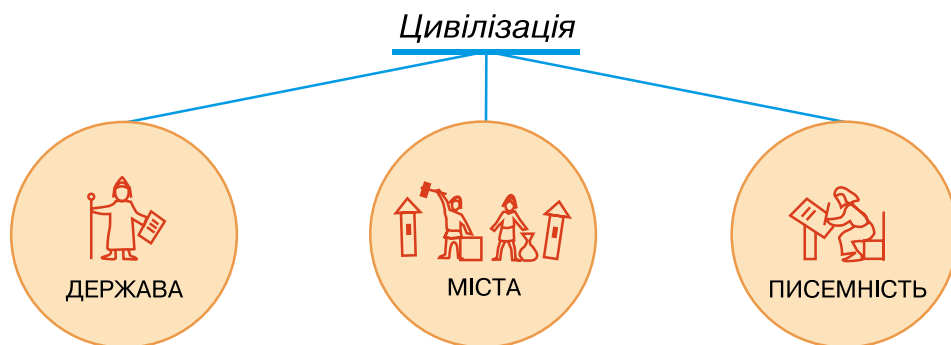 Цивілізація
ДЕРЖАВА
МІСТА
ПИСЕМНІСТЬ